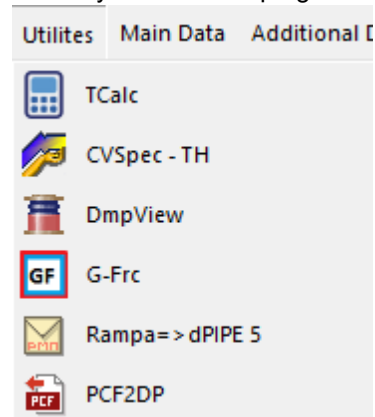 Utilites Main Data Additional D
TCalc
CVSpec - TH
DmpView
GF G-Frc
PMN Rampa=>dPIPE 5
PCF PCF2DP